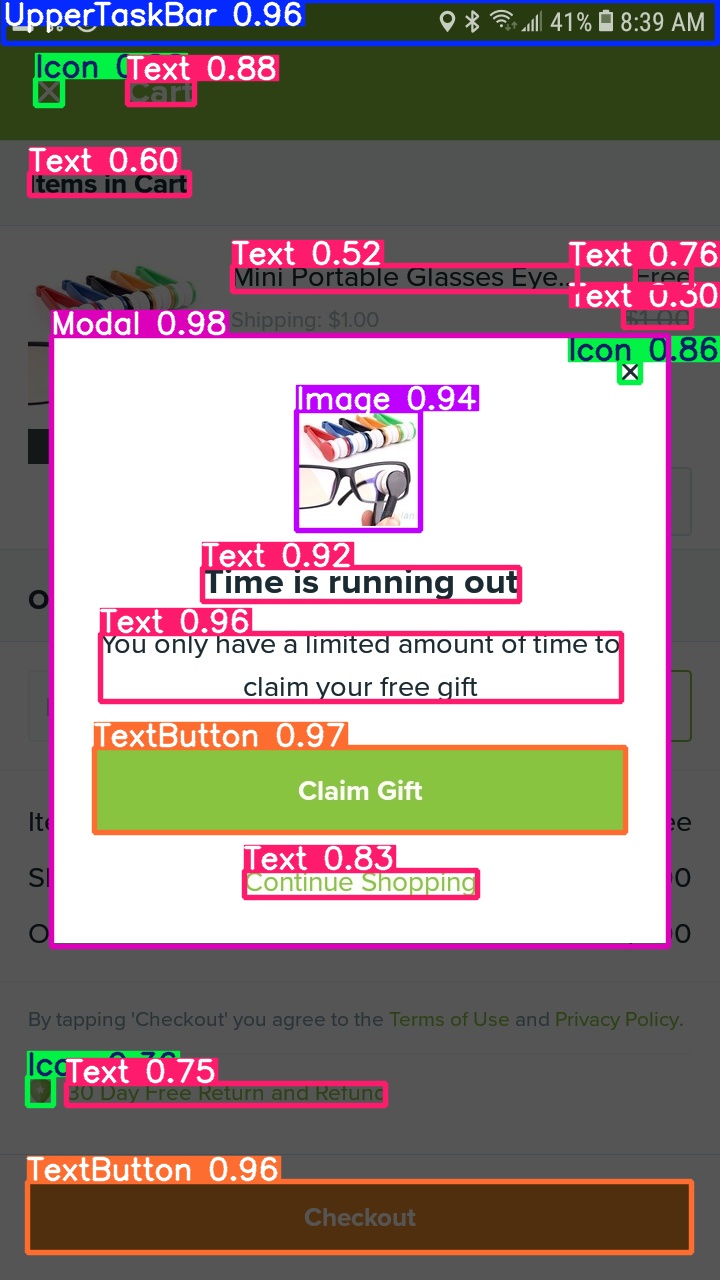 UpperTaskBar 0.96
41% 8:39 AM
Icon 0.
Text 0.88
Cart
Text 0.60
Items in Cart
Text 0.52
Text 0.76
Mini Portable Glasses Eye...
Free
Text 0.30
$1.00
Modal 0.98
Shipping: $1.00
Icon 0.86
Image 0.94
Text 0.92
Time is running out
Text 0.96
You only have a limited amount of time to
claim your free gift
TextButton 0.97
Claim Gift
Text 0.83
Continue Shopping
By tapping 'Checkout' you agree to the Terms of Use and Privacy Policy.
Text 0.75
30 Day Free Return and Refund
TextButton 0.96
Checkout